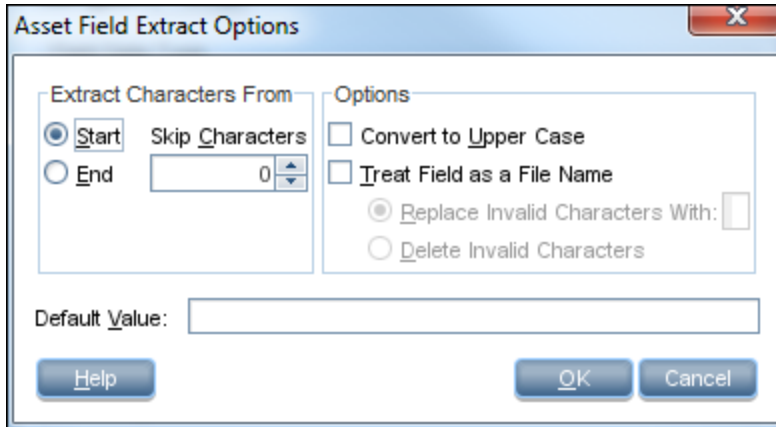 Asset Field Extract Options
x
Extract Characters From
Start Skip Characters
End 0
Options
Convert to Upper Case
Treat Field as a File Name
Replace Invalid Characters With:
Delete Invalid Characters
Default Value:
Help OK Cancel